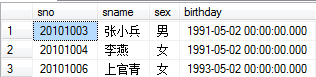 sno sname sex birthday
1 20101003 张小兵 男 1991-05-02 00:00:00.000
2 20101004 李燕 女 1991-05-02 00:00:00.000
3 20101006 上官青 女 1993-05-02 00:00:00.000